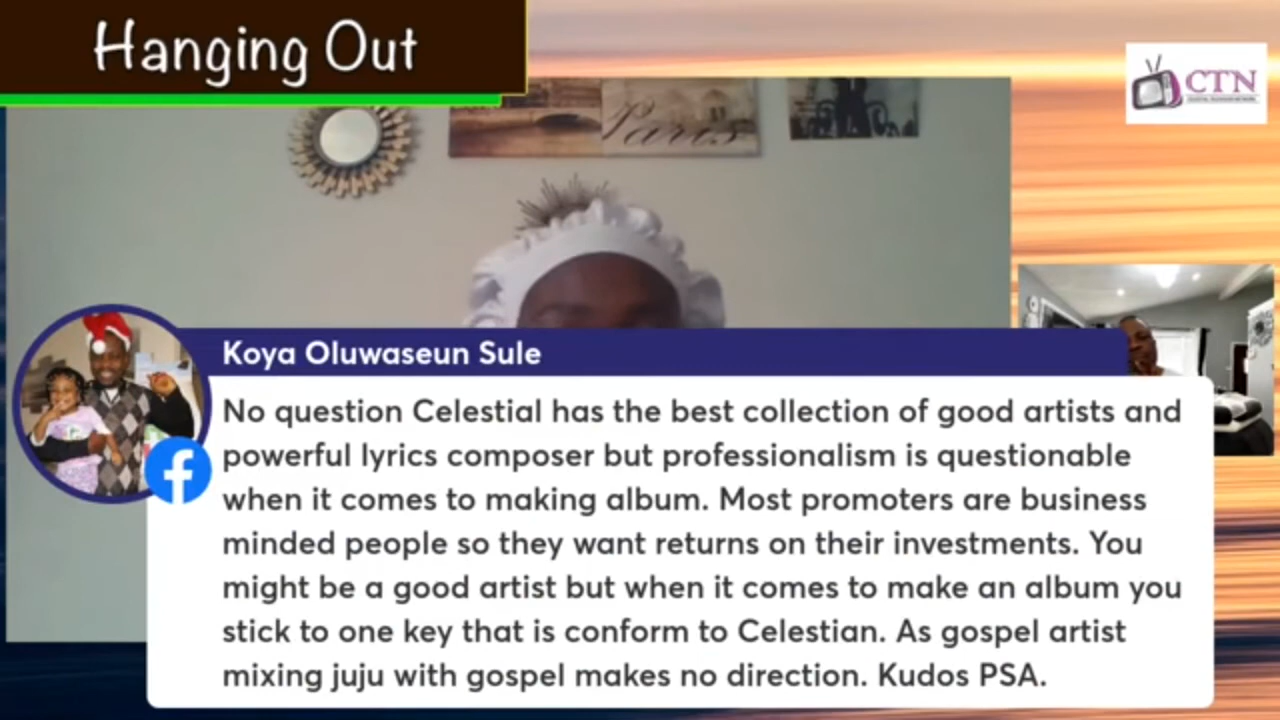 Hanging Out
CTN
Paris
Koya Oluwaseun Sule
No question Celestial has the best collection of good artists and
powerful lyrics composer but professionalism is questionable
when it comes to making album. Most promoters are business
minded people so they want returns on their investments. You
might be a good artist but when it comes to make an album you
stick to one key that is conform to Celestian. As gospel artist
mixing juju with gospel makes no direction. Kudos PSA.